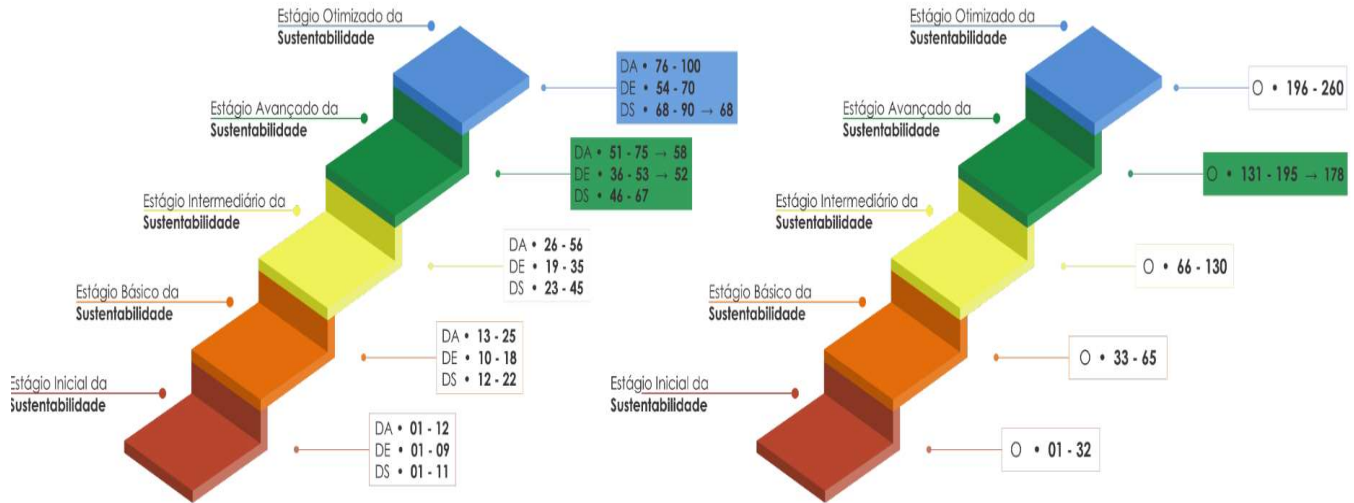 Estágio Otimizado da
Sustentabilidade
DA • 76 - 100
DE • 54 - 70
DS • 68 - 90 → 68
Estágio Avançado da
Sustentabilidade
DA • 51 - 75 → 58
DE • 36 - 53 → 52
DS • 46 - 67
Estágio Intermediário da
Sustentabilidade
DA • 26 - 56
DE • 19 - 35
DS • 23 - 45
Estágio Básico da
Sustentabilidade
DA • 13 - 25
DE • 10 - 18
DS • 12 - 22
Estágio Inicial da
Sustentabilidade
DA • 01 - 12
DE • 01 - 09
DS • 01 - 11
Estágio Otimizado da
Sustentabilidade
O • 196 - 260
Estágio Avançado da
Sustentabilidade
O • 131 - 195 → 178
Estágio Intermediário da
Sustentabilidade
O • 66 - 130
Estágio Básico da
Sustentabilidade
O • 33 - 65
Estágio Inicial da
Sustentabilidade
O • 01 - 32